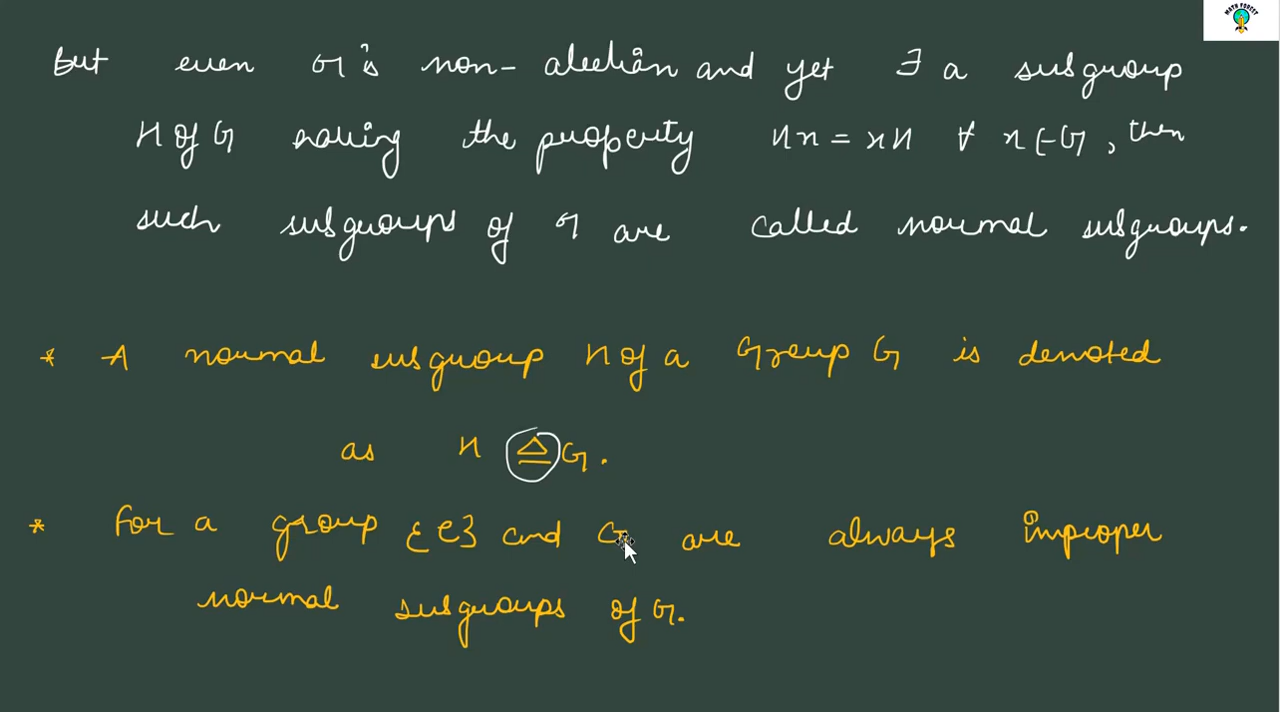 MATH FOREST
But even G is non-abelian and yet ∃ a subgroup
H of G having the property Hx = xH ∀ x ∈ G, then
such subgroups of G are called normal subgroups.
* A normal subgroup H of a Group G is denoted
as H ⊴ G.
* For a group {e} and G are always improper
normal subgroups of G.